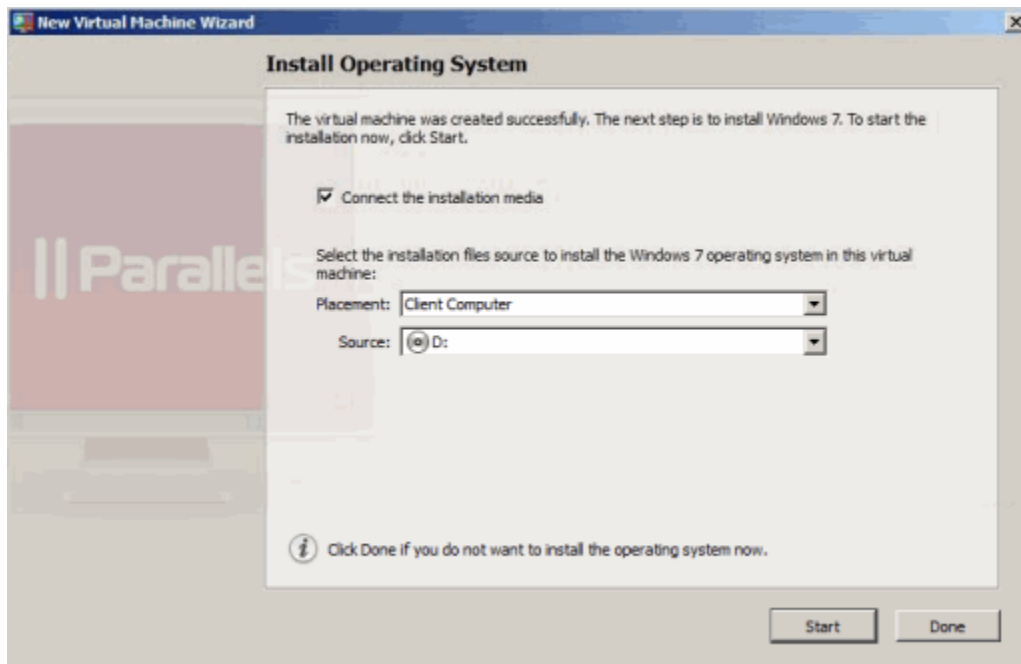 New Virtual Machine Wizard
Install Operating System
The virtual machine was created successfully. The next step is to install Windows 7. To start the
installation now, click Start.
Connect the installation media
Select the installation files source to install the Windows 7 operating system in this virtual
machine:
Placement: Client Computer
Source: D:
|| Parallels
Click Done if you do not want to install the operating system now.
Start Done